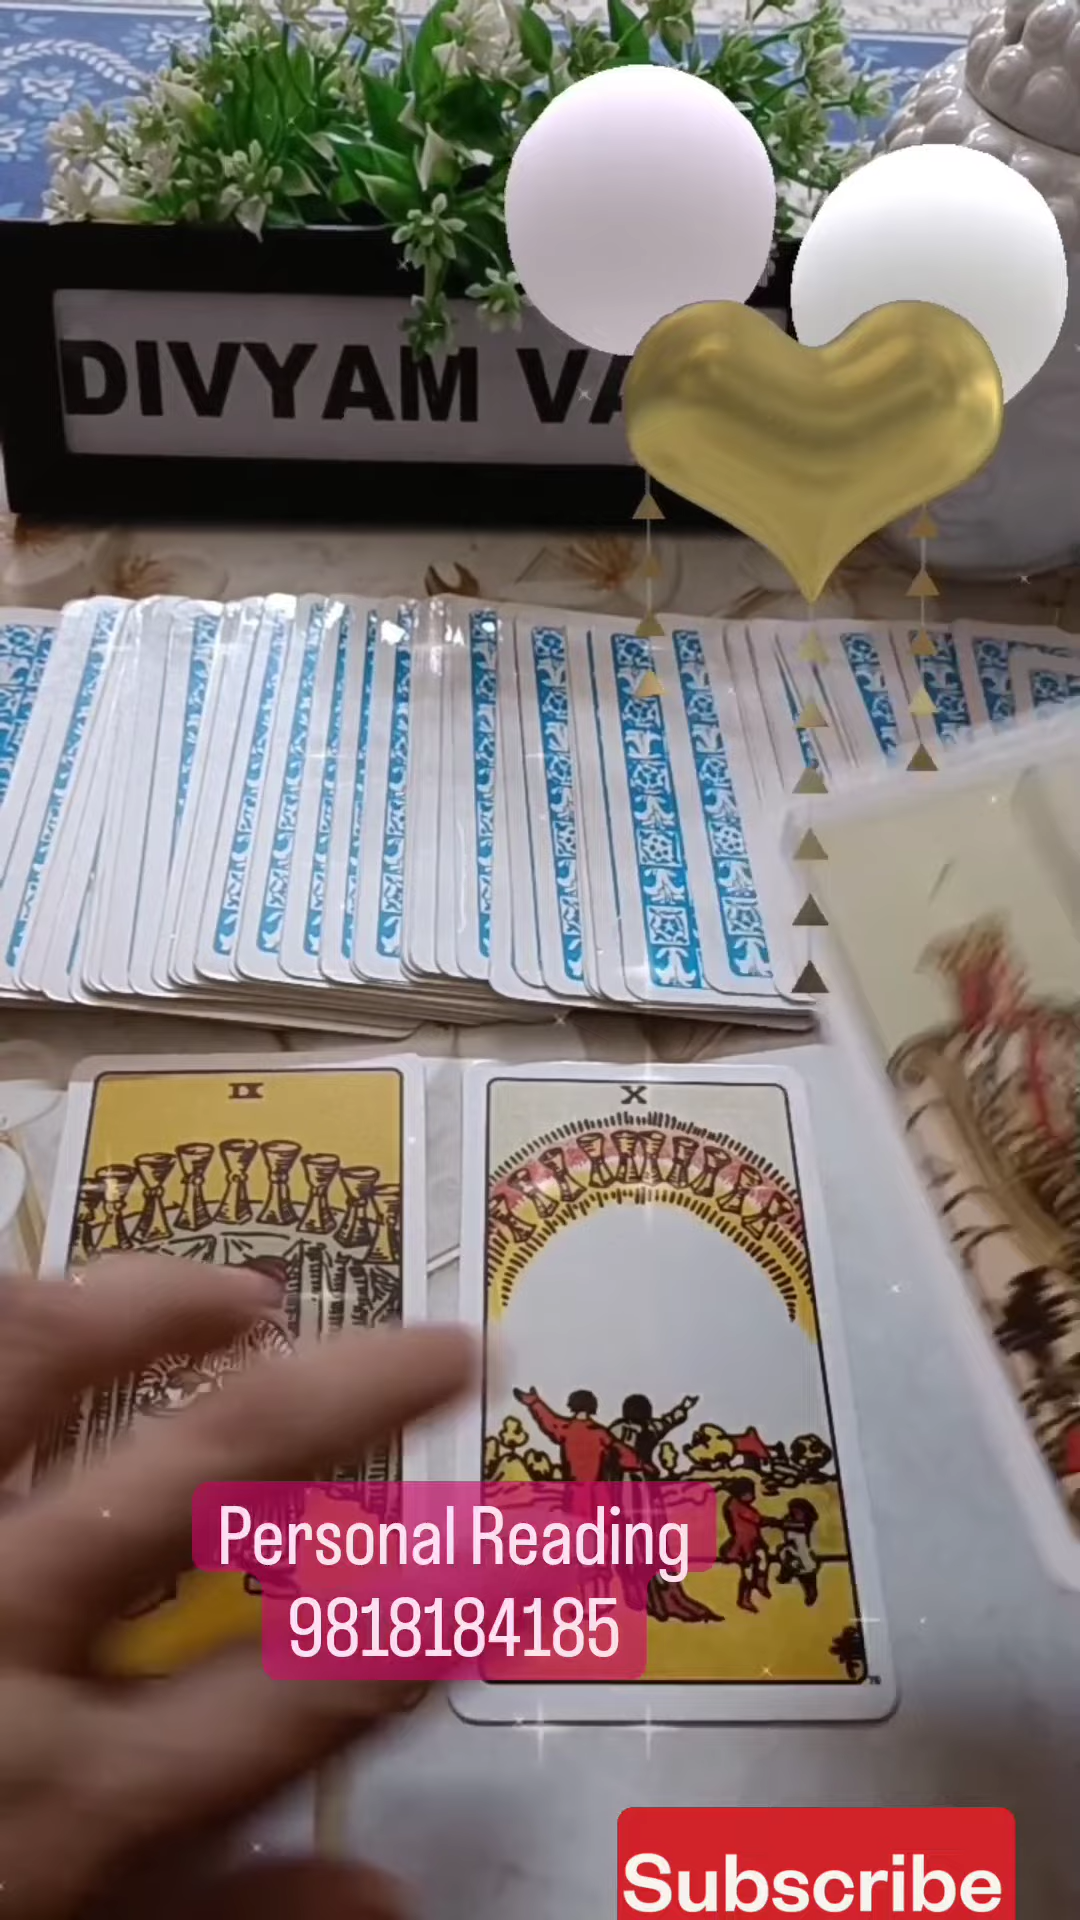 DIVYAM VA
IX
X
Personal Reading
9818184185
Subscribe